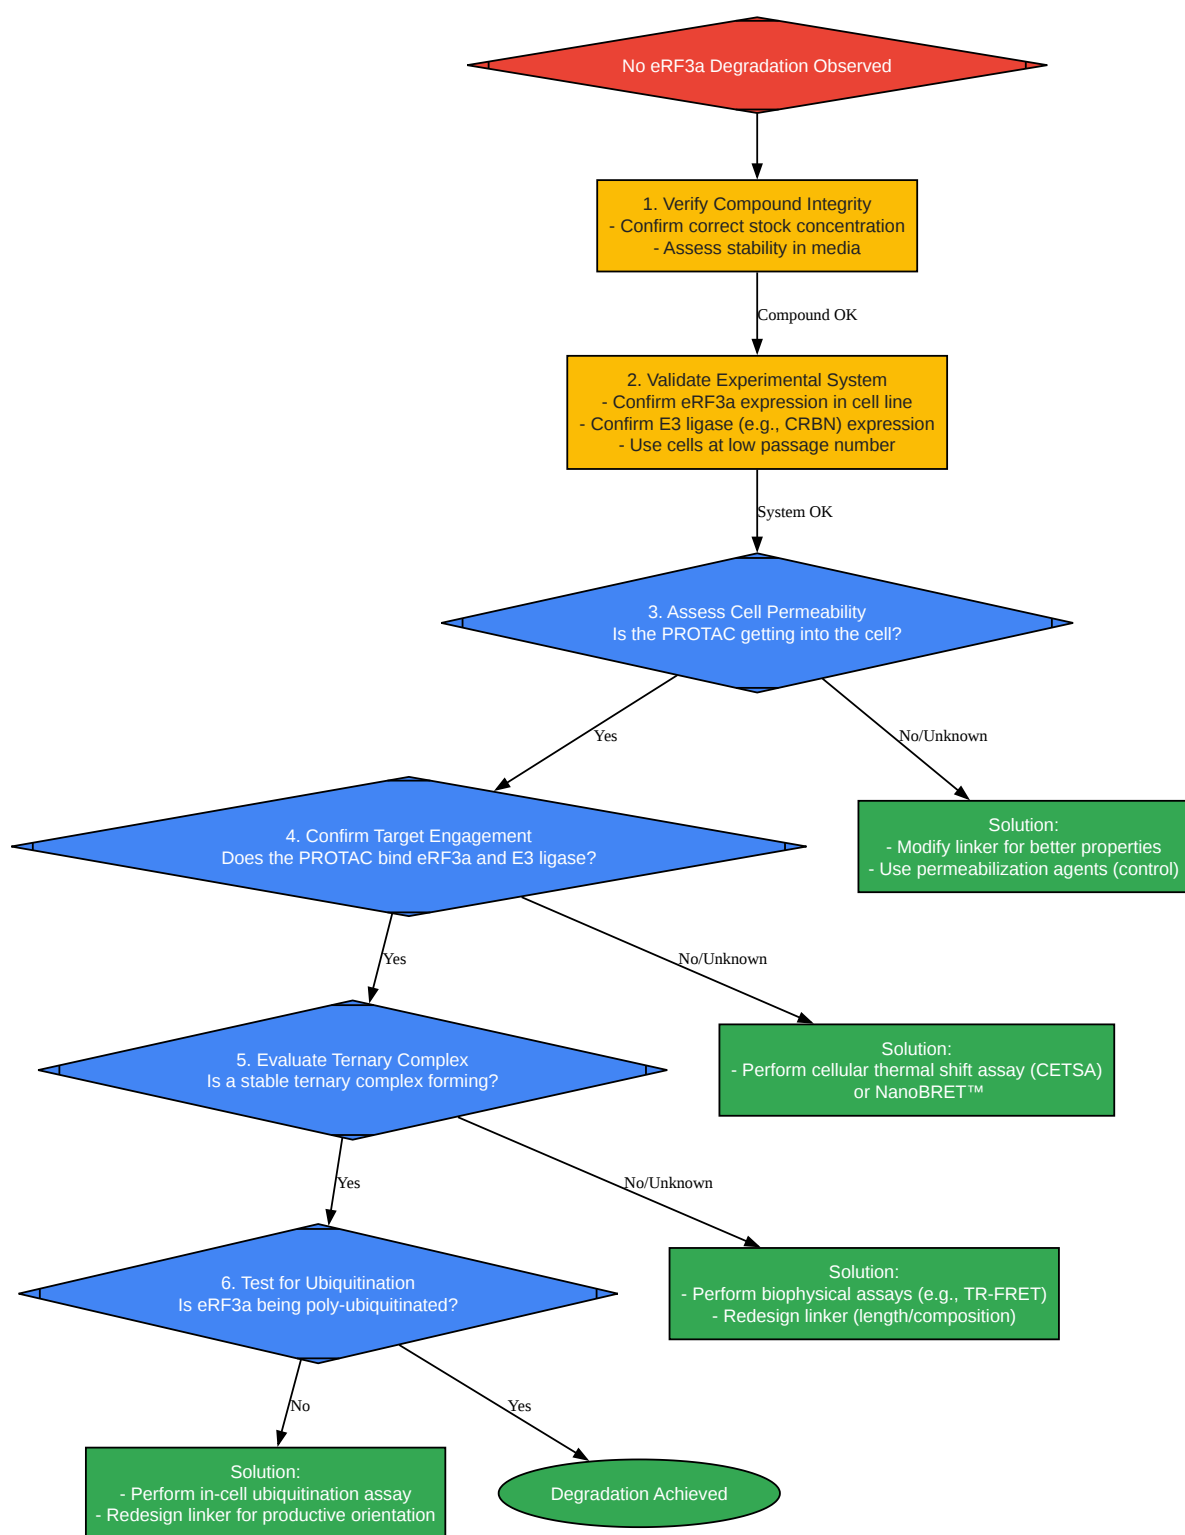 No eRF3a Degradation Observed
1. Verify Compound Integrity
- Confirm correct stock concentration
- Assess stability in media
Compound OK
2. Validate Experimental System
- Confirm eRF3a expression in cell line
- Confirm E3 ligase (e.g., CRBN) expression
- Use cells at low passage number
System OK
3. Assess Cell Permeability
Is the PROTAC getting into the cell?
Yes
No/Unknown
4. Confirm Target Engagement
Does the PROTAC bind eRF3a and E3 ligase?
Solution:
- Modify linker for better properties
- Use permeabilization agents (control)
Yes
No/Unknown
5. Evaluate Ternary Complex
Is a stable ternary complex forming?
Solution:
- Perform cellular thermal shift assay (CETSA)
or NanoBRET™
Yes
No/Unknown
6. Test for Ubiquitination
Is eRF3a being poly-ubiquitinated?
Solution:
- Perform biophysical assays (e.g., TR-FRET)
- Redesign linker (length/composition)
No
Yes
Solution:
- Perform in-cell ubiquitination assay
- Redesign linker for productive orientation
Degradation Achieved